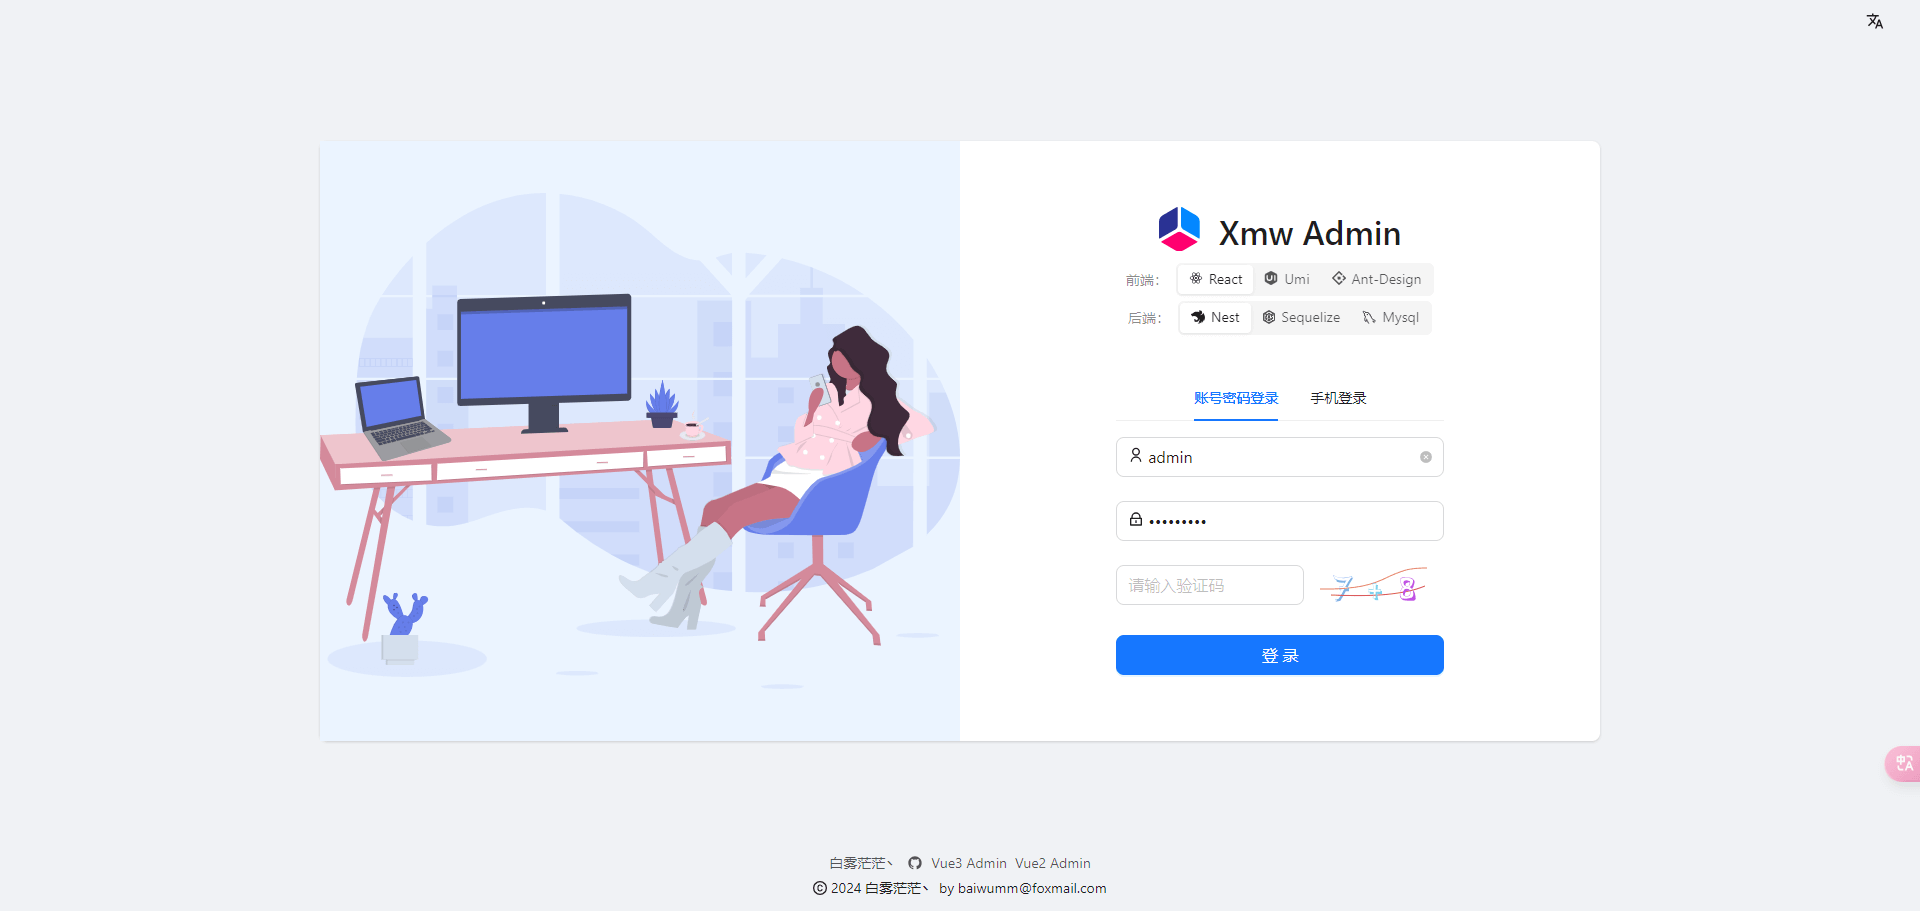 Xmw Admin
前端： React Umi Ant-Design
后端： Nest Sequelize Mysql
账号密码登录 手机登录
admin
•••••••••
请输入验证码 7 + 8
登 录
白雾茫茫丶 Vue3 Admin Vue2 Admin
© 2024 白雾茫茫丶 by baiwumm@foxmail.com